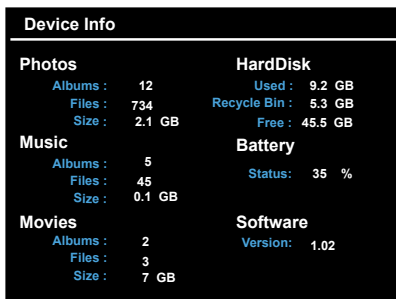 Device Info
Photos
Albums : 12
Files : 734
Size : 2.1 GB
Music
Albums : 5
Files : 45
Size : 0.1 GB
Movies
Albums : 2
Files : 3
Size : 7 GB
HardDisk
Used : 9.2 GB
Recycle Bin : 5.3 GB
Free : 45.5 GB
Battery
Status: 35 %
Software
Version: 1.02